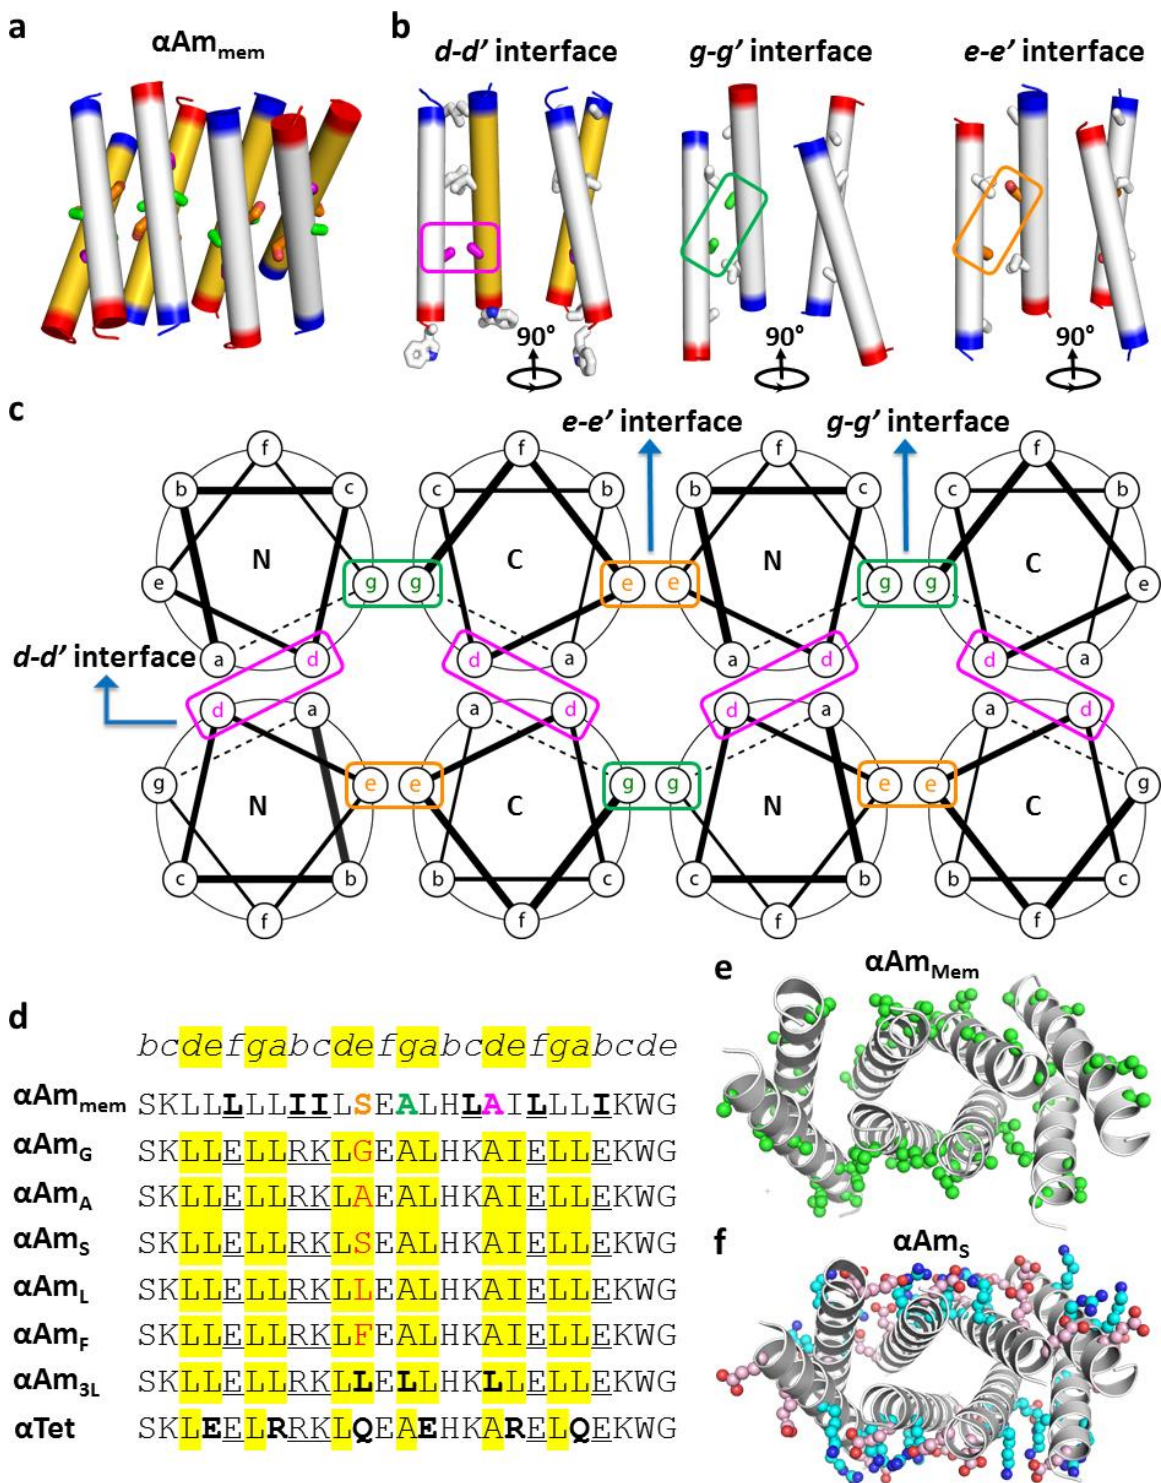 a
αAm_mem
b
d-d' interface
g-g' interface
e-e' interface
90°
90°
90°
c
e-e' interface
g-g' interface
f f f f
b c c b b c c b
N C N C
e g g e e g g e
a d d a a d d a
d-d' interface
d a a d d a a d
g e e g g e e g
N C N C
c b b c c b b c
f f f f
d
bcdefgabcdefgabcdefgabcde
αAm_mem SKLLLLLIILSEALHLAILLLIKWG
αAm_G SKLLELLRKLGEALHKAIELLEKWG
αAm_A SKLLELLRKLAEALHKAIELLEKWG
αAm_S SKLLELLRKLSEALHKAIELLEKWG
αAm_L SKLLELLRKLLEALHKAIELLEKWG
αAm_F SKLLELLRKLFEALHKAIELLEKWG
αAm_3L SKLLELLRKLLELLHKLLELLEKWG
αTet SKLEELRRKLQEAEHKARELQEKWG
e
αAm_Mem
f
αAm_S